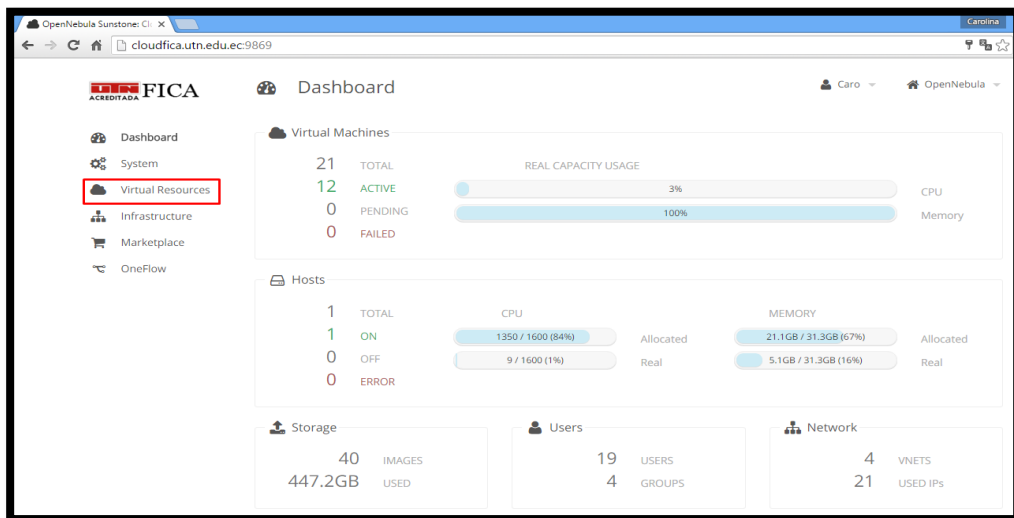 OpenNebula Sunstone: Cl
Carolina
cloudfica.utn.edu.ec:9869
UTN FICA
ACREDITADA
Dashboard
Caro
OpenNebula
Dashboard
System
Virtual Resources
Infrastructure
Marketplace
OneFlow
Virtual Machines
21 TOTAL
REAL CAPACITY USAGE
12 ACTIVE
3% CPU
0 PENDING
100% Memory
0 FAILED
Hosts
1 TOTAL
CPU
MEMORY
1 ON
1350 / 1600 (84%) Allocated
21.1GB / 31.3GB (67%) Allocated
0 OFF
9 / 1600 (1%) Real
5.1GB / 31.3GB (16%) Real
0 ERROR
Storage
40 IMAGES
447.2GB USED
Users
19 USERS
4 GROUPS
Network
4 VNETS
21 USED IPs